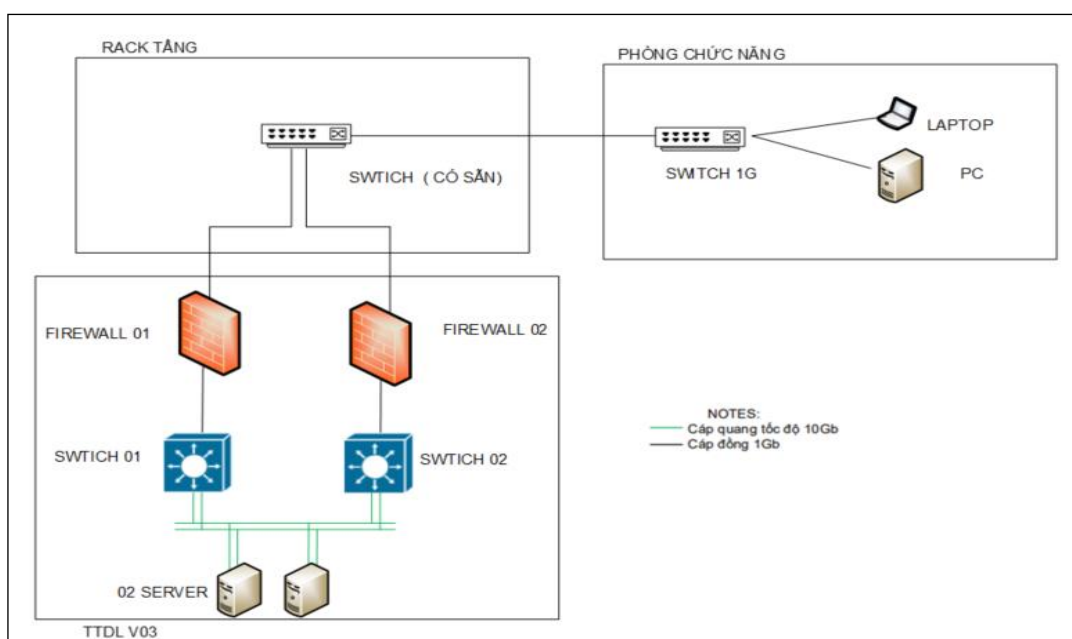 RACK TẦNG
PHÒNG CHỨC NĂNG
LAPTOP
SWTICH ( CÓ SẴN)
SWITCH 1G
PC
FIREWALL 01
FIREWALL 02
NOTES:
Cáp quang tốc độ 10Gb
Cáp đồng 1Gb
SWTICH 01
SWTICH 02
02 SERVER
TTDL V03